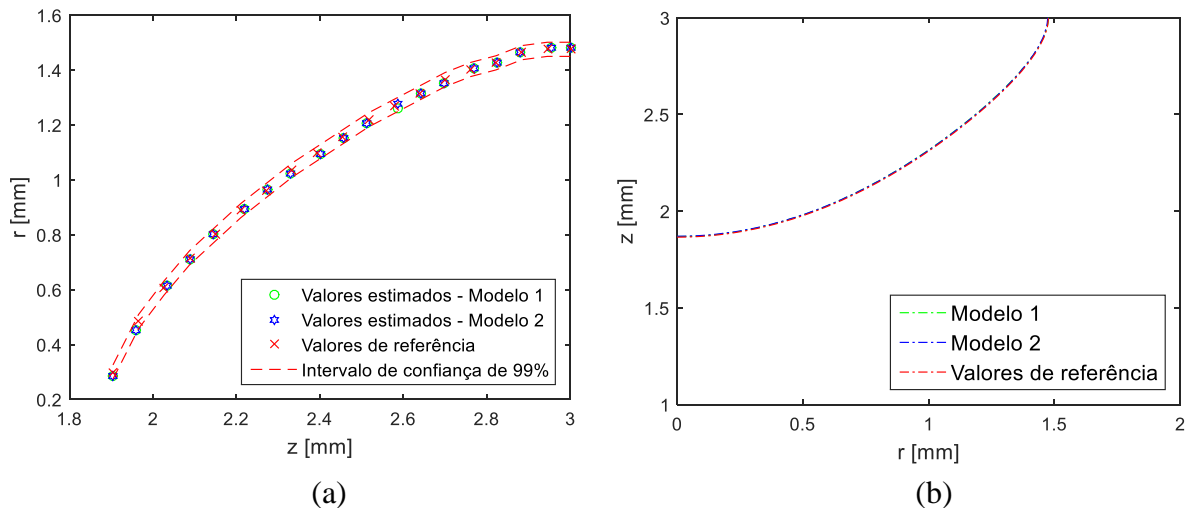 1.6
1.4
1.2
1
0.8
0.6
0.4
0.2
r [mm]
1.8
2
2.2
2.4
2.6
2.8
3
z [mm]
Valores estimados - Modelo 1
Valores estimados - Modelo 2
Valores de referência
Intervalo de confiança de 99%
(a)
3
2.5
2
1.5
1
z [mm]
0
0.5
1
1.5
2
r [mm]
Modelo 1
Modelo 2
Valores de referência
(b)